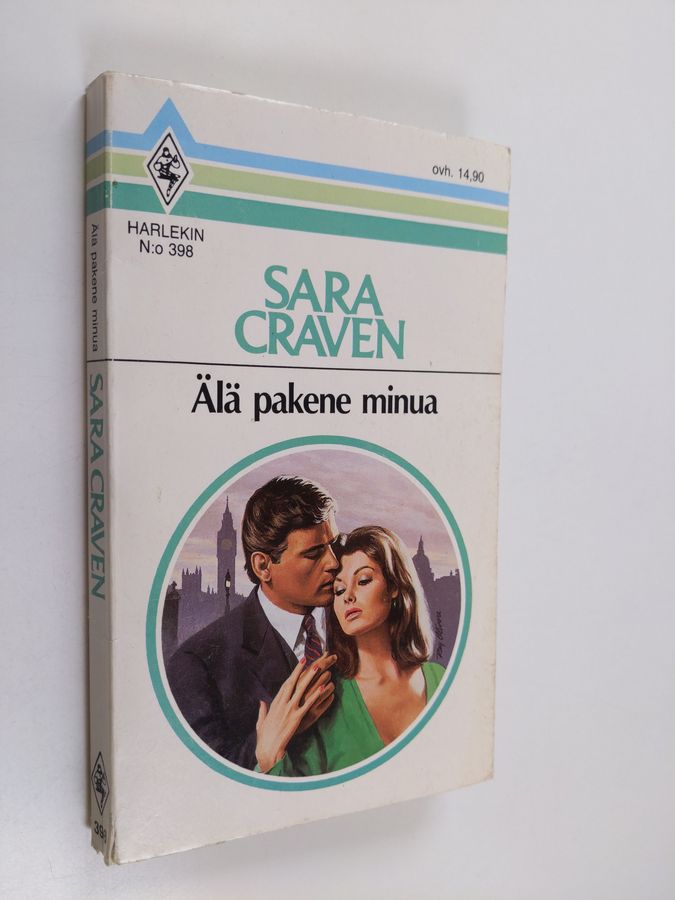 ovh. 14,90
HARLEKIN
N:o 398
SARA
CRAVEN
Älä pakene minua
Älä pakene minua
SARA CRAVEN
398